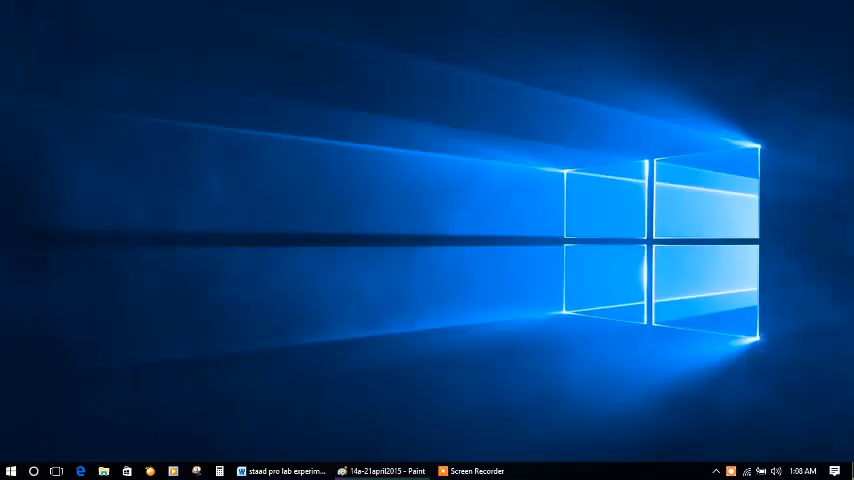 staad pro lab experim... 14a-21april2015 - Paint Screen Recorder 1:08 AM